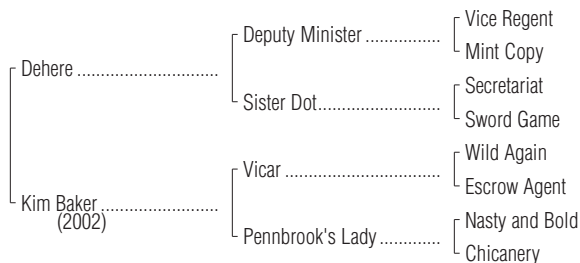 Vice Regent
Deputy Minister ................
Mint Copy
Dehere ..............................
Secretariat
Sister Dot..........................
Sword Game
Wild Again
Vicar .................................
Escrow Agent
Kim Baker .........................
(2002)
Nasty and Bold
Pennbrook's Lady .............
Chicanery